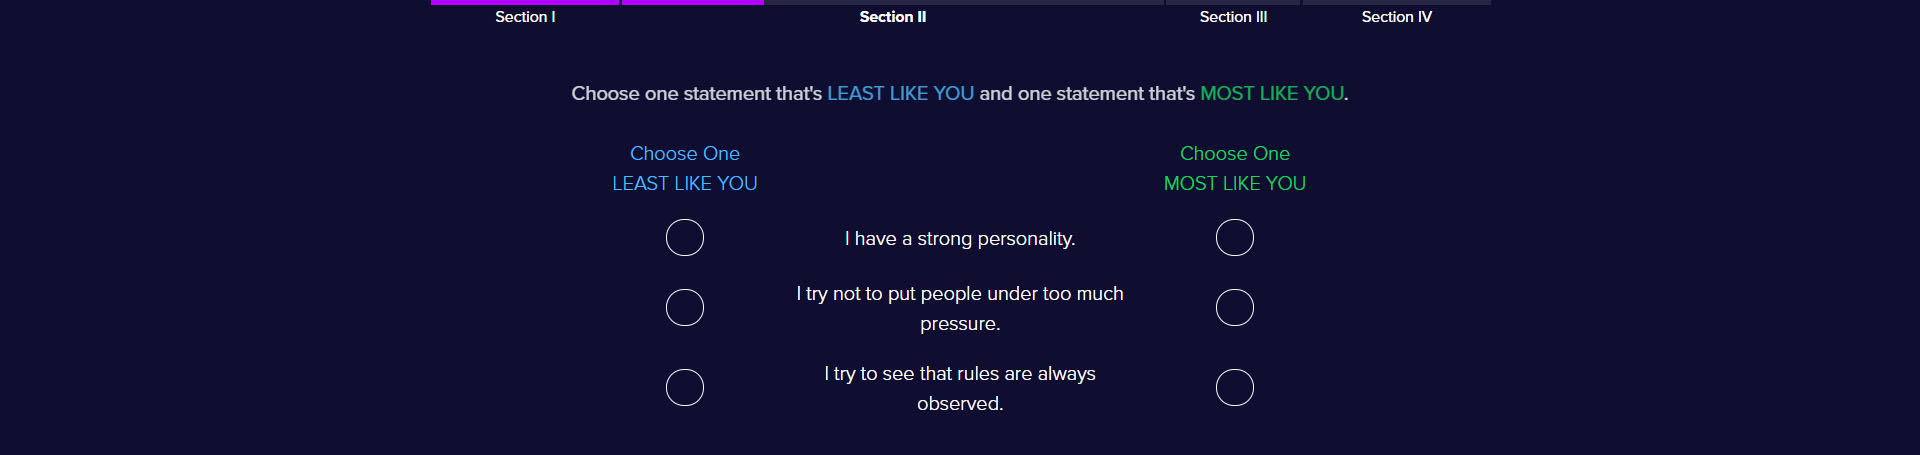 Section I
Section II
Section III
Section IV
Choose one statement that's LEAST LIKE YOU and one statement that's MOST LIKE YOU.
Choose One
LEAST LIKE YOU
Choose One
MOST LIKE YOU
I have a strong personality.
I try not to put people under too much
pressure.
I try to see that rules are always
observed.